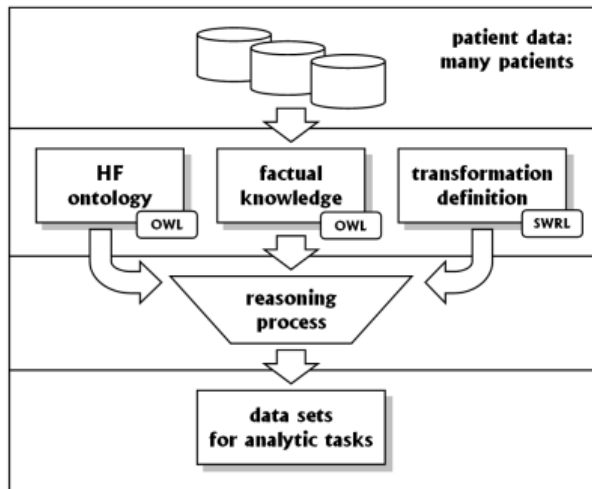 patient data:
many patients
HF
ontology
OWL
factual
knowledge
OWL
transformation
definition
SWRL
reasoning
process
data sets
for analytic tasks